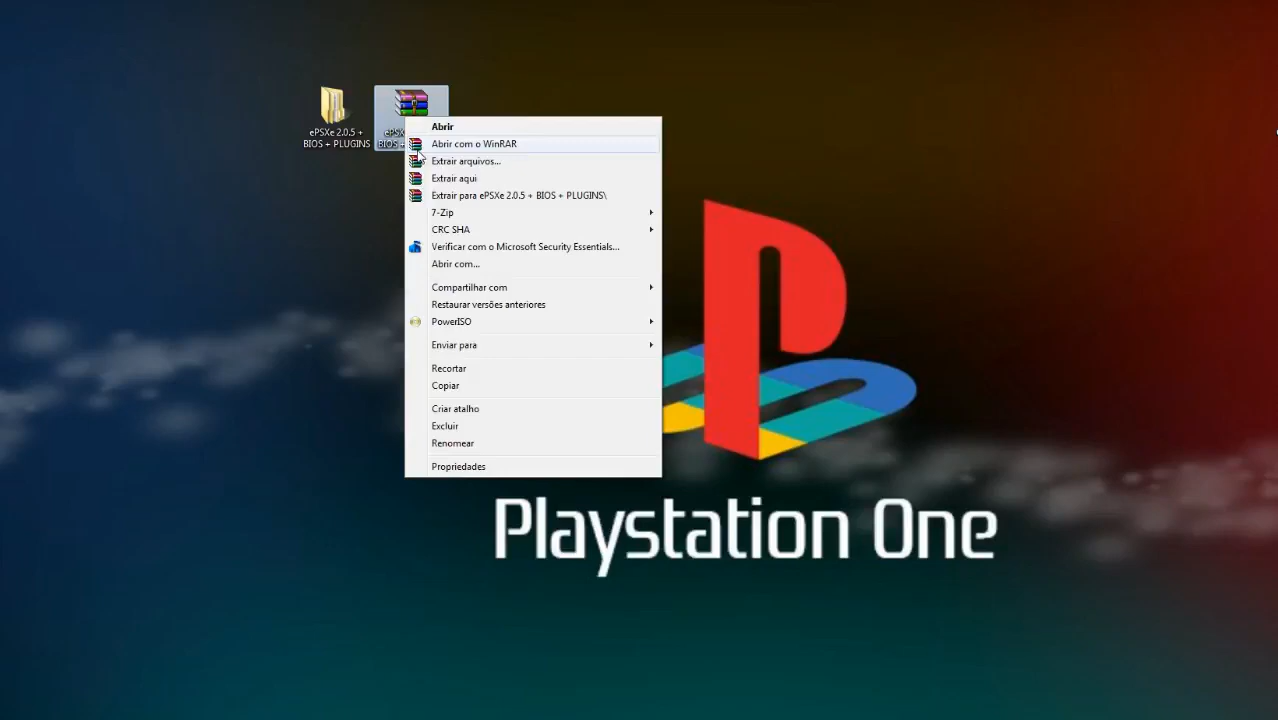 ePSXe 2.0.5 +
BIOS + PLUGINS
ePSX
BIOS +
Abrir
Abrir com o WinRAR
Extrair arquivos...
Extrair aqui
Extrair para ePSXe 2.0.5 + BIOS + PLUGINS\
7-Zip
CRC SHA
Verificar com o Microsoft Security Essentials...
Abrir com...
Compartilhar com
Restaurar versões anteriores
PowerISO
Enviar para
Recortar
Copiar
Criar atalho
Excluir
Renomear
Propriedades
Playstation One